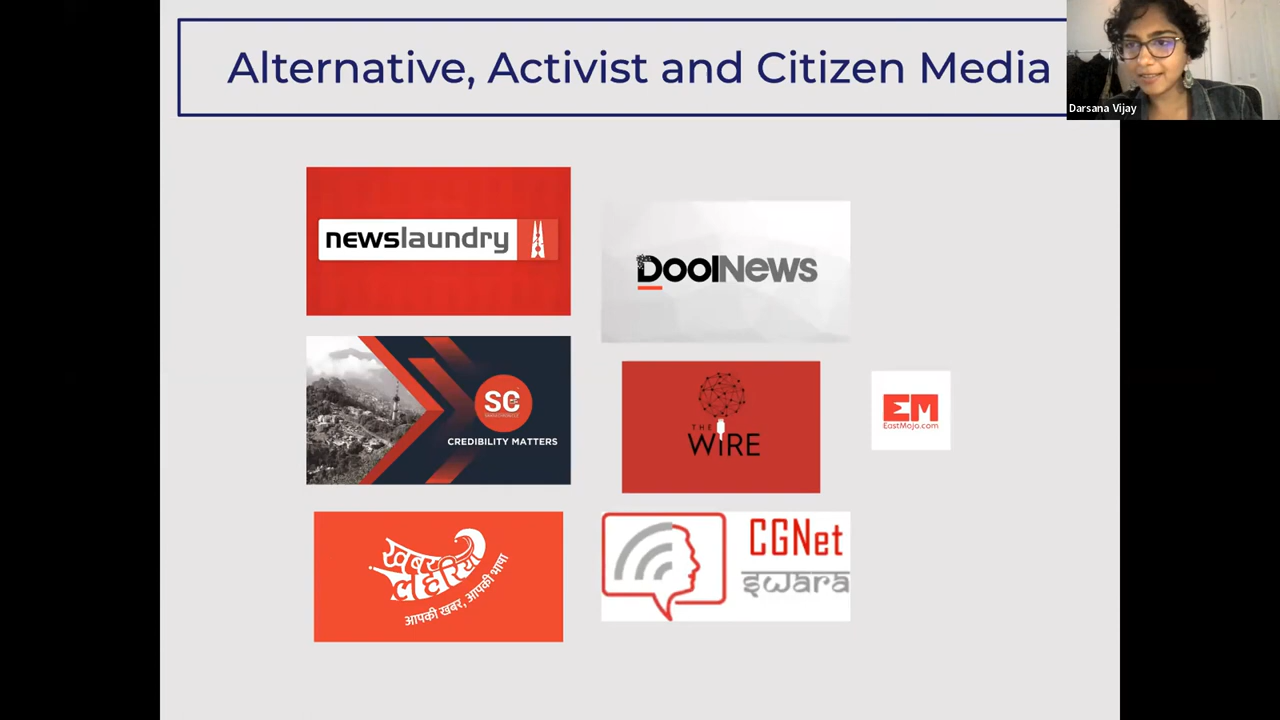 Alternative, Activist and Citizen Media
Darsana Vijay
newslaundry
DoolNews
SC
CREDIBILITY MATTERS
THE
WiRE
EM
EastMojo.com
खबर
लहरिया
आपकी खबर, आपकी भाषा
CGNet
swara